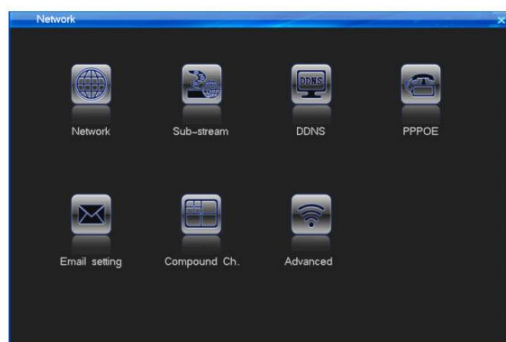 Network
DDNS
Network Sub-stream DDNS PPPOE
Email setting Compound Ch. Advanced